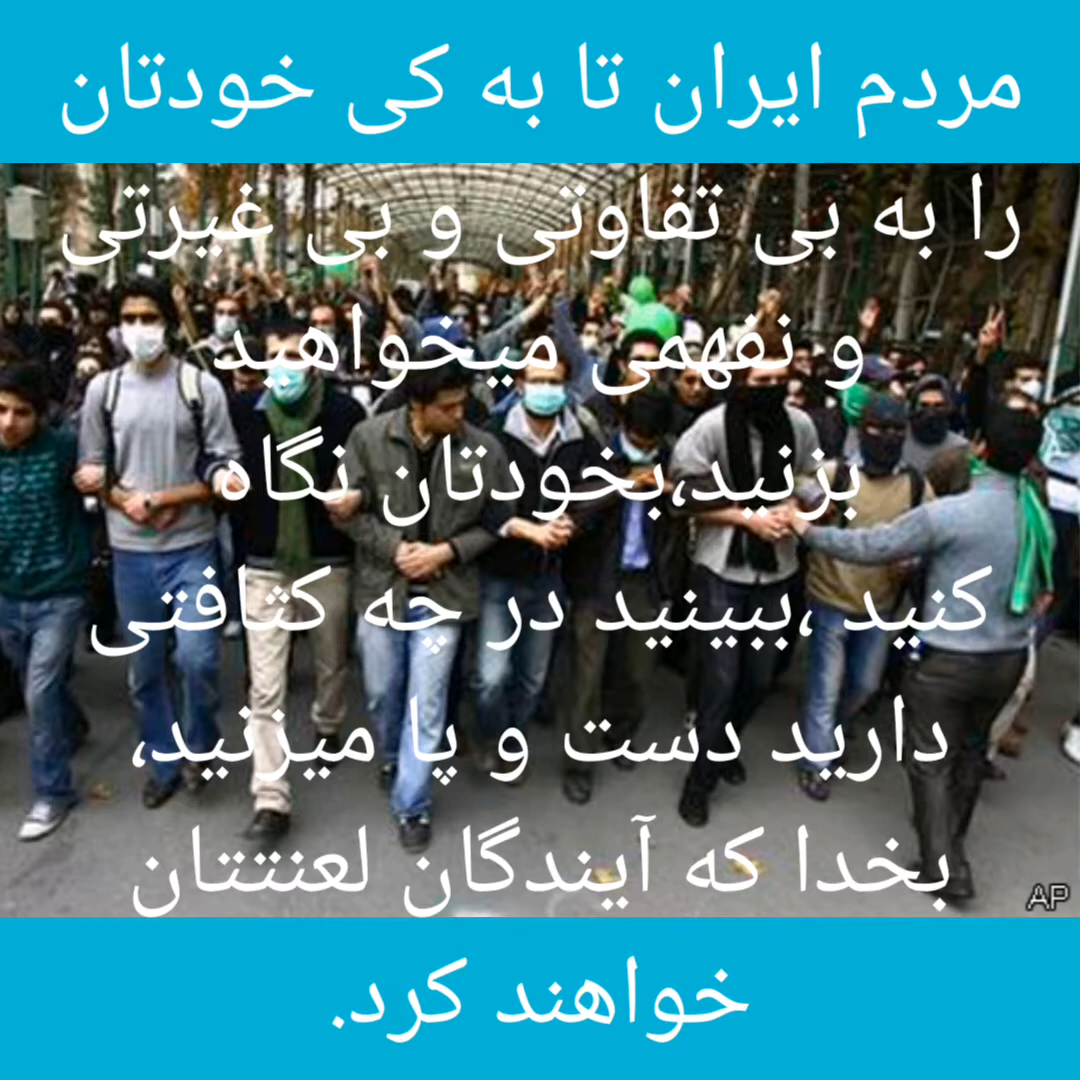 مردم ایران تا به کی خودتان
را به بی تفاوتی و بی غیرتی
و نفهمی میخواهید
بزنید،بخودتان نگاه
کنید ،ببینید در چه کثافتی
دارید دست و پا میزنید،
بخدا که آیندگان لعنتتان
خواهند کرد.
AP